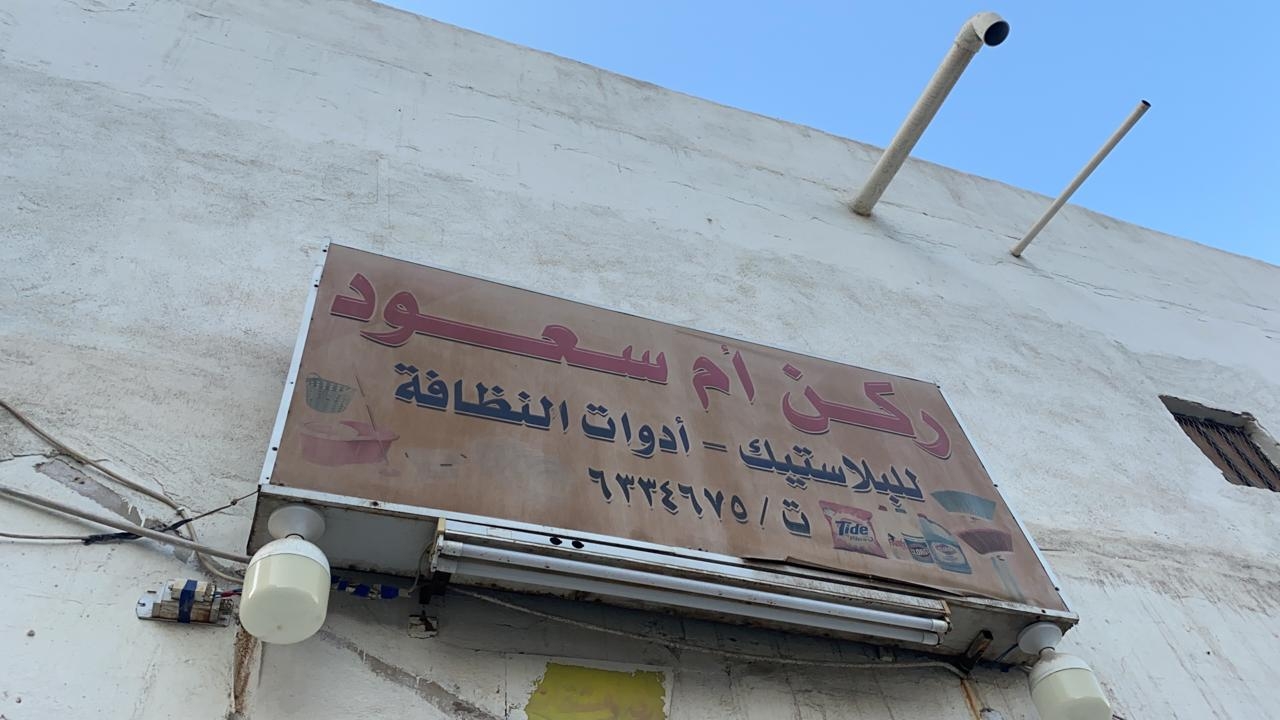 ركن أم سعود
للبلاستيك - أدوات النظافة
ت / ٦٣٣٤٦٧٥
Tide